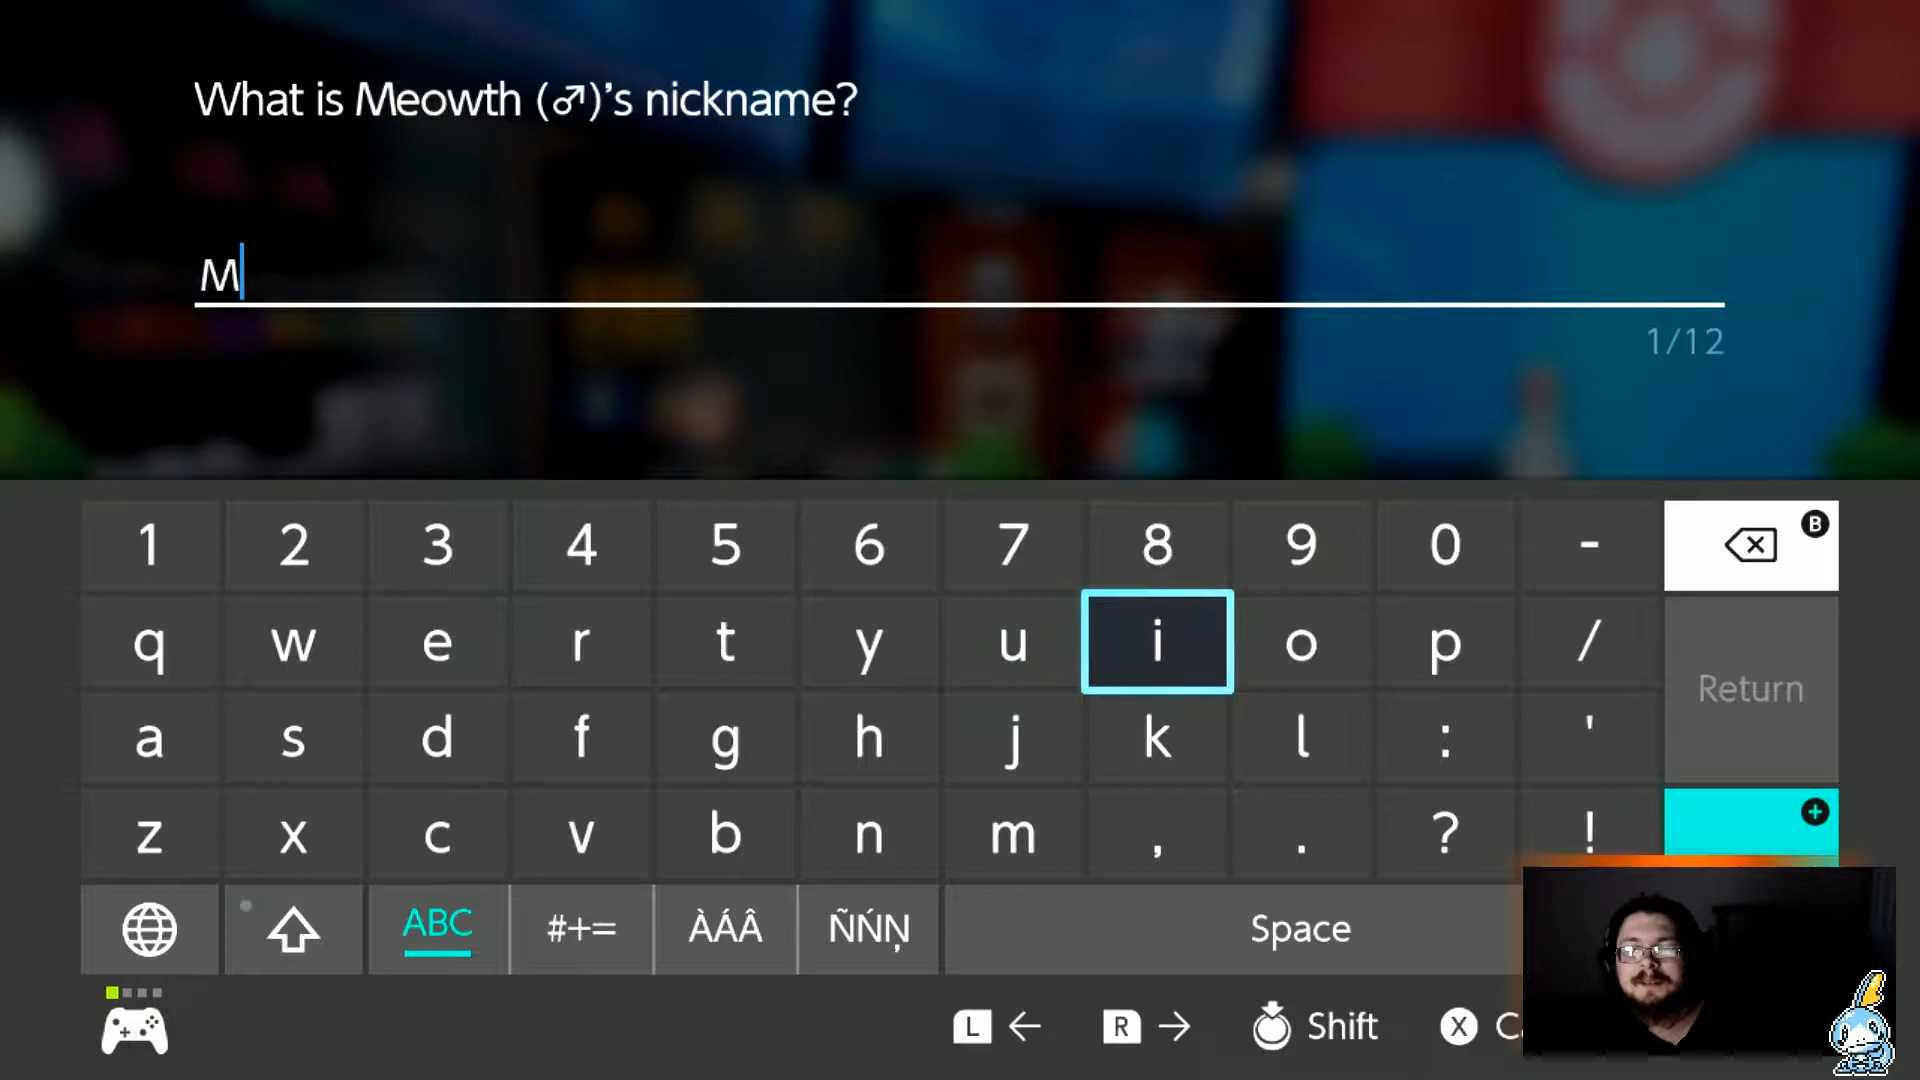 What is Meowth (♂)'s nickname?
M
1/12
1 2 3 4 5 6 7 8 9 0 - B
q w e r t y u i o p /
Return
a s d f g h j k l : '
z x c v b n m , . ? ! +
ABC #+= ÀÁÂ ÑŃŅ Space
L ← R → Shift X